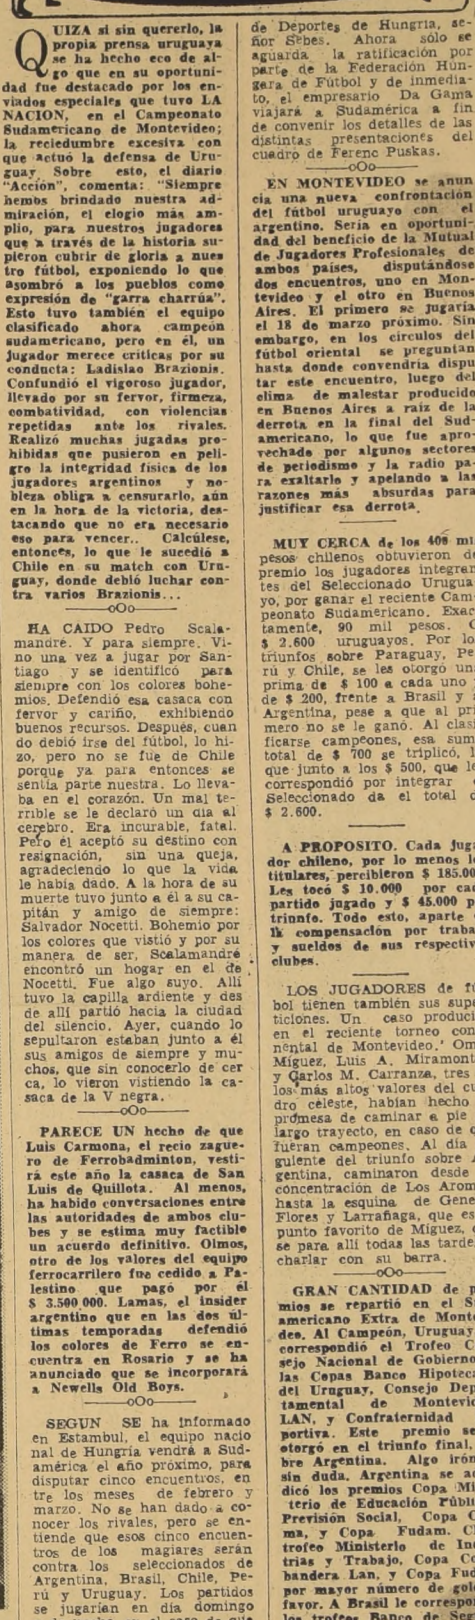 QUIZA si sin quererlo, la
propia prensa uruguaya
se ha hecho eco de al-
go que en su oportuni-
dad fue destacado por los en-
viados especiales que tuvo LA
NACION, en el Campeonato
Sudamericano de Montevideo;
la reciedumbre excesiva con
que actuó la defensa de Uru-
guay Sobre esto, el diario
"Acción", comenta: "Siempre
hemos brindado nuestra ad-
miración, el elogio más am-
plio, para nuestros jugadores
que a través de la historia su-
pieron cubrir de gloria a nues
tro fútbol, exponiendo lo que
asombró a los pueblos como
expresión de "garra charrúa".
Esto tuvo también el equipo
clasificado ahora campeón
sudamericano, pero en él, un
jugador merece críticas por su
conducta: Ladislao Brazionis.
Confundió el vigoroso jugador,
llevado por su fervor, firmeza,
combatividad, con violencias
repetidas ante los rivales.
Realizó muchas jugadas pro-
hibidas que pusieron en peli-
gro la integridad física de los
jugadores argentinos y no-
bleza obliga a censurarlo, aún
en la hora de la victoria, des-
tacando que no era necesario
eso para vencer.. Calcúlese,
entonces, lo que le sucedió a
Chile en su match con Uru-
guay, donde debió luchar con-
tra varios Brazionis...
oOo
HA CAIDO Pedro Scala-
mandré. Y para siempre. Vi-
no una vez a jugar por San-
tiago y se identificó para
siempre con los colores bohe-
mios. Defendió esa casaca con
fervor y cariño, exhibiendo
buenos recursos. Después, cuan
do debió irse del fútbol, lo hi-
zo, pero no se fue de Chile
porque ya para entonces se
sentía parte nuestra. Lo lleva-
ba en el corazón. Un mal te-
rrible se le declaró un día al
cerebro. Era incurable, fatal.
Pero él aceptó su destino con
resignación, sin una queja,
agradeciendo lo que la vida
le había dado. A la hora de su
muerte tuvo junto a él a su ca-
pitán y amigo de siempre:
Salvador Nocetti. Bohemio por
los colores que vistió y por su
manera de ser, Scalamandré
encontró un hogar en el de
Nocetti. Fue algo suyo. Allí
tuvo la capilla ardiente y des
de allí partió hacia la ciudad
del silencio. Ayer, cuando lo
sepultaron estaban junto a él
sus amigos de siempre y mu-
chos, que sin conocerlo de cer
ca, lo vieron vistiendo la ca-
saca de la V negra.
oOo
PARECE UN hecho de que
Luis Carmona, el recio zague-
ro de Ferrobadminton, vesti-
rá este año la casaca de San
Luis de Quillota. Al menos,
ha habido conversaciones entre
las autoridades de ambos clu-
bes y se estima muy factible
un acuerdo definitivo. Olmos,
otro de los valores del equipo
ferrocarrilero fue cedido a Pa-
lestino que pagó por él
$ 3.500.000. Lamas, el insider
argentino que en las dos úl-
timas temporadas defendió
los colores de Ferro se en-
cuentra en Rosario y se ha
anunciado que se incorporará
a Newells Old Boys.
oOo
SEGUN SE ha informado
en Estambul, el equipo nacio
nal de Hungría vendrá a Sud-
américa el año próximo, para
disputar cinco encuentros, en
tre los meses de febrero y
marzo. No se han dado a co-
nocer los rivales, pero se en-
tiende que esos cinco encuen-
tros de los magiares serán
contra los seleccionados de
Argentina, Brasil, Chile, Pe-
rú y Uruguay. Los partidos
se jugarían en día domingo
de Deportes de Hungría, se-
ñor Sebes. Ahora sólo se
aguarda la ratificación por
parte de la Federación Hún-
gara de Fútbol y de inmedia-
to, el empresario Da Gama
viajará a Sudamérica a fin
de convenir los detalles de las
distintas presentaciones del
cuadro de Ferenc Puskas.
oOo
EN MONTEVIDEO se anun
cia una nueva confrontación
del fútbol uruguayo con el
argentino. Sería en oportuni-
dad del beneficio de la Mutual
de Jugadores Profesionales de
ambos países, disputándose
dos encuentros, uno en Mon-
tevideo y el otro en Buenos
Aires. El primero se jugaría
el 18 de marzo próximo. Sin
embargo, en los círculos del
fútbol oriental se preguntan
hasta donde convendría dispu
tar este encuentro, luego del
clima de malestar producido
en Buenos Aires a raíz de la
derrota en la final del Sud-
americano, lo que fue apro-
vechado por algunos sectores
de periodismo y la radio pa-
ra exaltarlo y apelando a las
razones más absurdas para
justificar esa derrota.
MUY CERCA de los 408 mil
pesos chilenos obtuvieron de
premio los jugadores integran
tes del Seleccionado Urugua
yo, por ganar el reciente Cam
peonato Sudamericano. Exac
tamente, 90 mil pesos.
$ 2.600 uruguayos. Por lo
triunfos sobre Paraguay, Pe
rú y Chile, se les otorgó un
prima de $ 100 a cada uno
de $ 200, frente a Brasil y
Argentina, pese a que al pri
mero no se le ganó. Al clasi
ficarse campeones, esa sum
total de $ 700 se triplicó, l
que junto a los $ 500, que le
correspondió por integrar
Seleccionado da el total
$ 2.600.
A PROPOSITO. Cada juga
dor chileno, por lo menos l
titulares, percibieron $ 185.00
Les tocó $ 10.000 por ca
partido jugado y $ 45.000 p
triunfo. Todo esto, aparte
la compensación por traba
y sueldos de sus respectiv
clubes.
LOS JUGADORES de fú
bol tienen también sus supe
ticiones. Un caso produci
en el reciente torneo con
nental de Montevideo. Om
Míguez, Luis A. Miramont
y Carlos M. Carranza, tres
los más altos valores del cu
dro celeste, habían hecho
promesa de caminar a pie
largo trayecto, en caso de q
fueran campeones. Al día
guiente del triunfo sobre A
gentina, caminaron desde
concentración de Los Arom
hasta la esquina de Gene
Flores y Larrañaga, que es
punto favorito de Míguez,
se para allí todas las tarde
charlar con su barra.
oOo
GRAN CANTIDAD de p
mios se repartió en el S
americano Extra de Monte
deo. Al Campeón, Uruguay
correspondió el Trofeo C
sejo Nacional de Gobierno
las Copas Banco Hipoteca
del Uruguay, Consejo Dep
tamental de Montevid
LAN, y Confraternidad
portiva. Este premio se
otorgó en el triunfo final,
bre Argentina. Algo irón
sin duda. Argentina se ad
dicó los premios Copa Mi
terio de Educación Públi
Previsión Social, Copa C
ma, y Copa Fudam. C
trofeo Ministerio de Ind
trias y Trabajo, Copa Co
bandera Lan, y Copa Fud
por mayor número de gol
favor. A Brasil le correspo
los trofeos Banco de